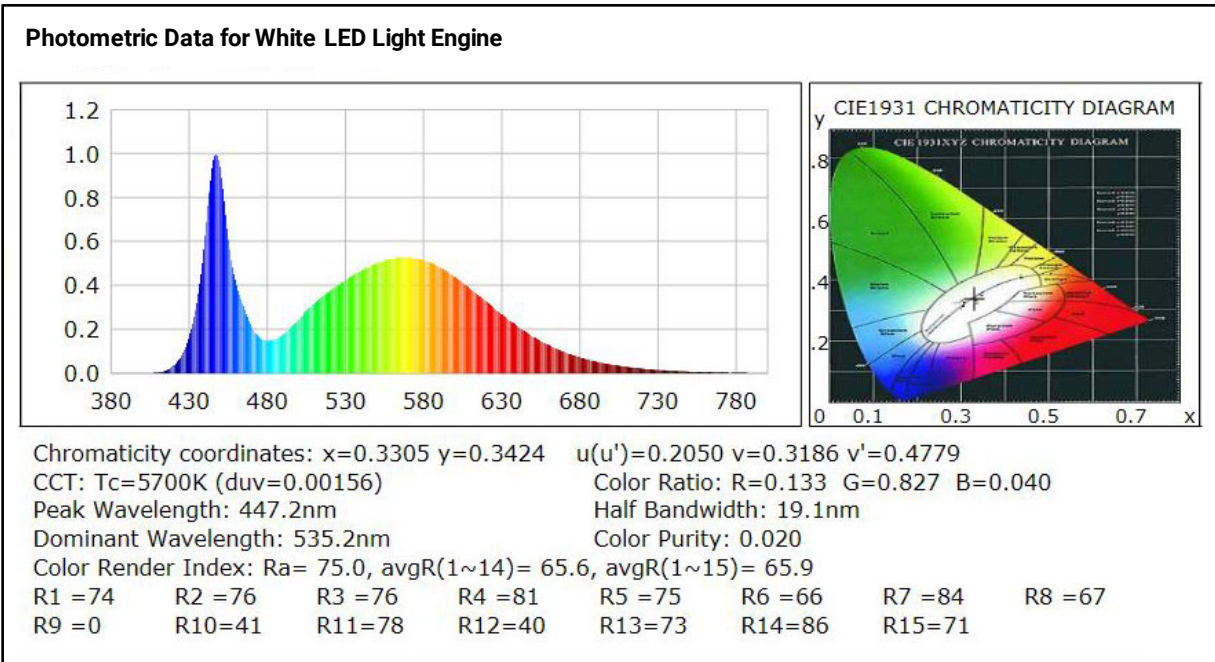 Photometric Data for White LED Light Engine
1.2
1.0
0.8
0.6
0.4
0.2
0.0
380 430 480 530 580 630 680 730 780
CIE1931 CHROMATICITY DIAGRAM
y
CIE 1931XYZ CHROMATICITY DIAGRAM
.8
.6
.4
.2
0 0.1 0.3 0.5 0.7 x
Chromaticity coordinates: x=0.3305 y=0.3424 u(u')=0.2050 v=0.3186 v'=0.4779
CCT: Tc=5700K (duv=0.00156) Color Ratio: R=0.133 G=0.827 B=0.040
Peak Wavelength: 447.2nm Half Bandwidth: 19.1nm
Dominant Wavelength: 535.2nm Color Purity: 0.020
Color Render Index: Ra= 75.0, avgR(1~14)= 65.6, avgR(1~15)= 65.9
R1 =74 R2 =76 R3 =76 R4 =81 R5 =75 R6 =66 R7 =84 R8 =67
R9 =0 R10=41 R11=78 R12=40 R13=73 R14=86 R15=71